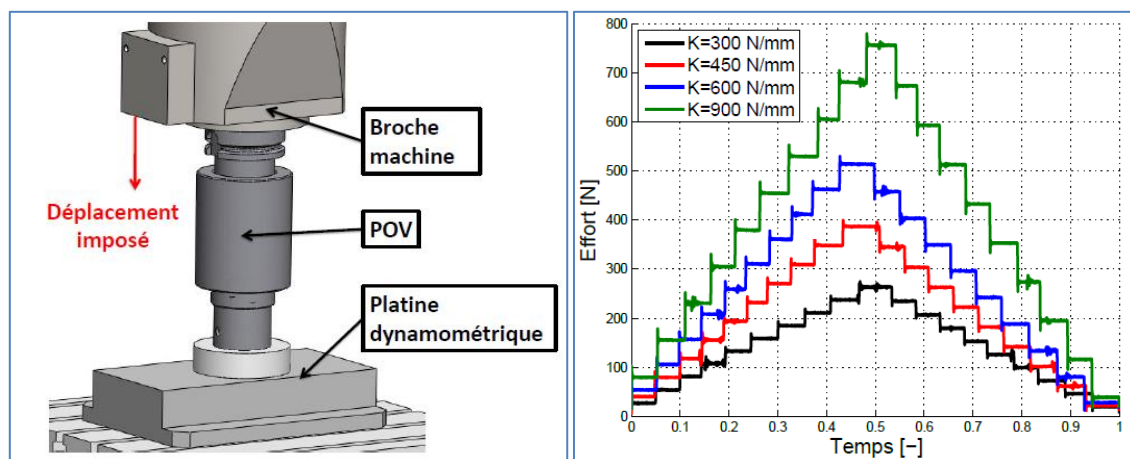 Broche
machine
Déplacement
imposé
POV
Platine
dynamométrique
K=300 N/mm
K=450 N/mm
K=600 N/mm
K=900 N/mm
Effort [N]
800
700
600
500
400
300
200
100
0
0 0.1 0.2 0.3 0.4 0.5 0.6 0.7 0.8 0.9 1
Temps [−]